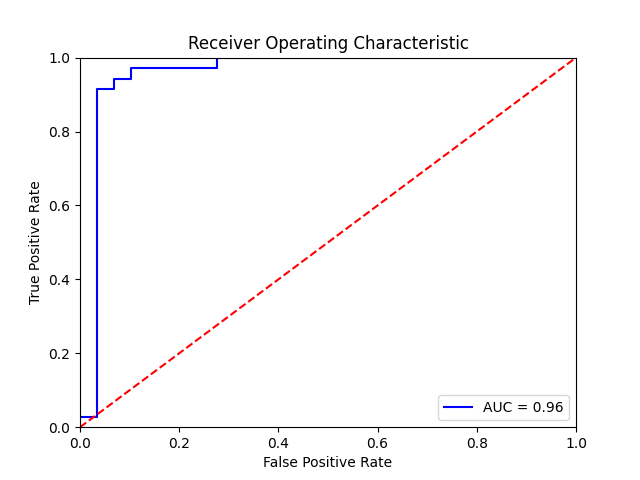 Receiver Operating Characteristic
1.0
0.8
0.6
0.4
0.2
0.0
True Positive Rate
AUC = 0.96
0.0 0.2 0.4 0.6 0.8 1.0
False Positive Rate